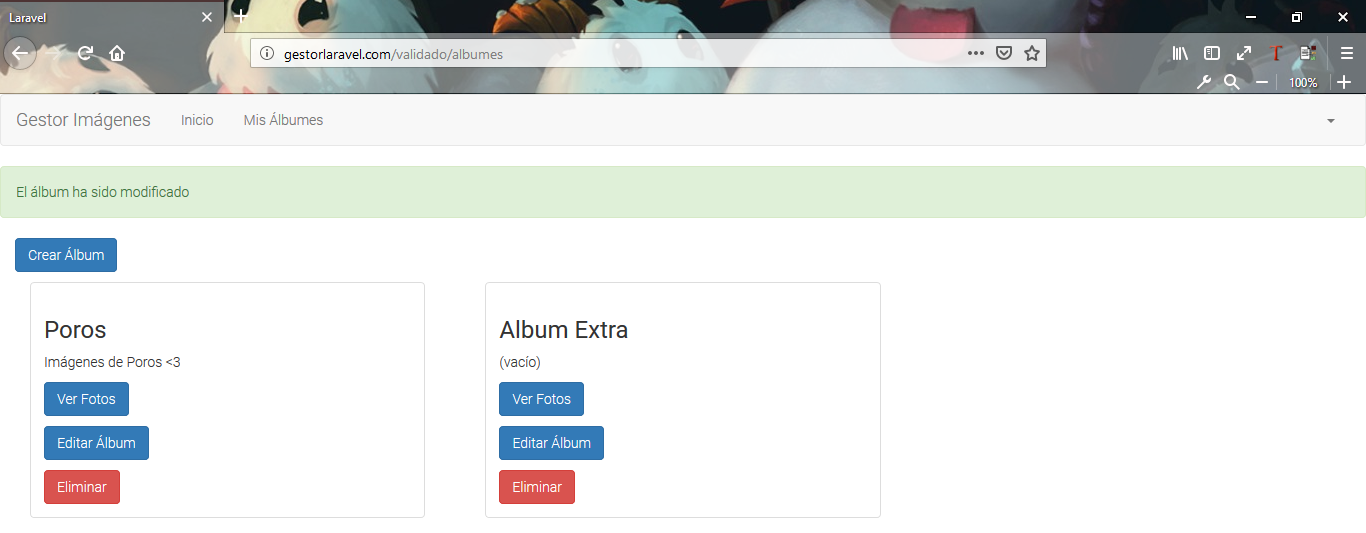 Laravel
gestorlaravel.com/validado/albumes
100%
Gestor Imágenes Inicio Mis Álbumes
El álbum ha sido modificado
Crear Álbum
Poros
Imágenes de Poros <3
Ver Fotos
Editar Álbum
Eliminar
Album Extra
(vacío)
Ver Fotos
Editar Álbum
Eliminar